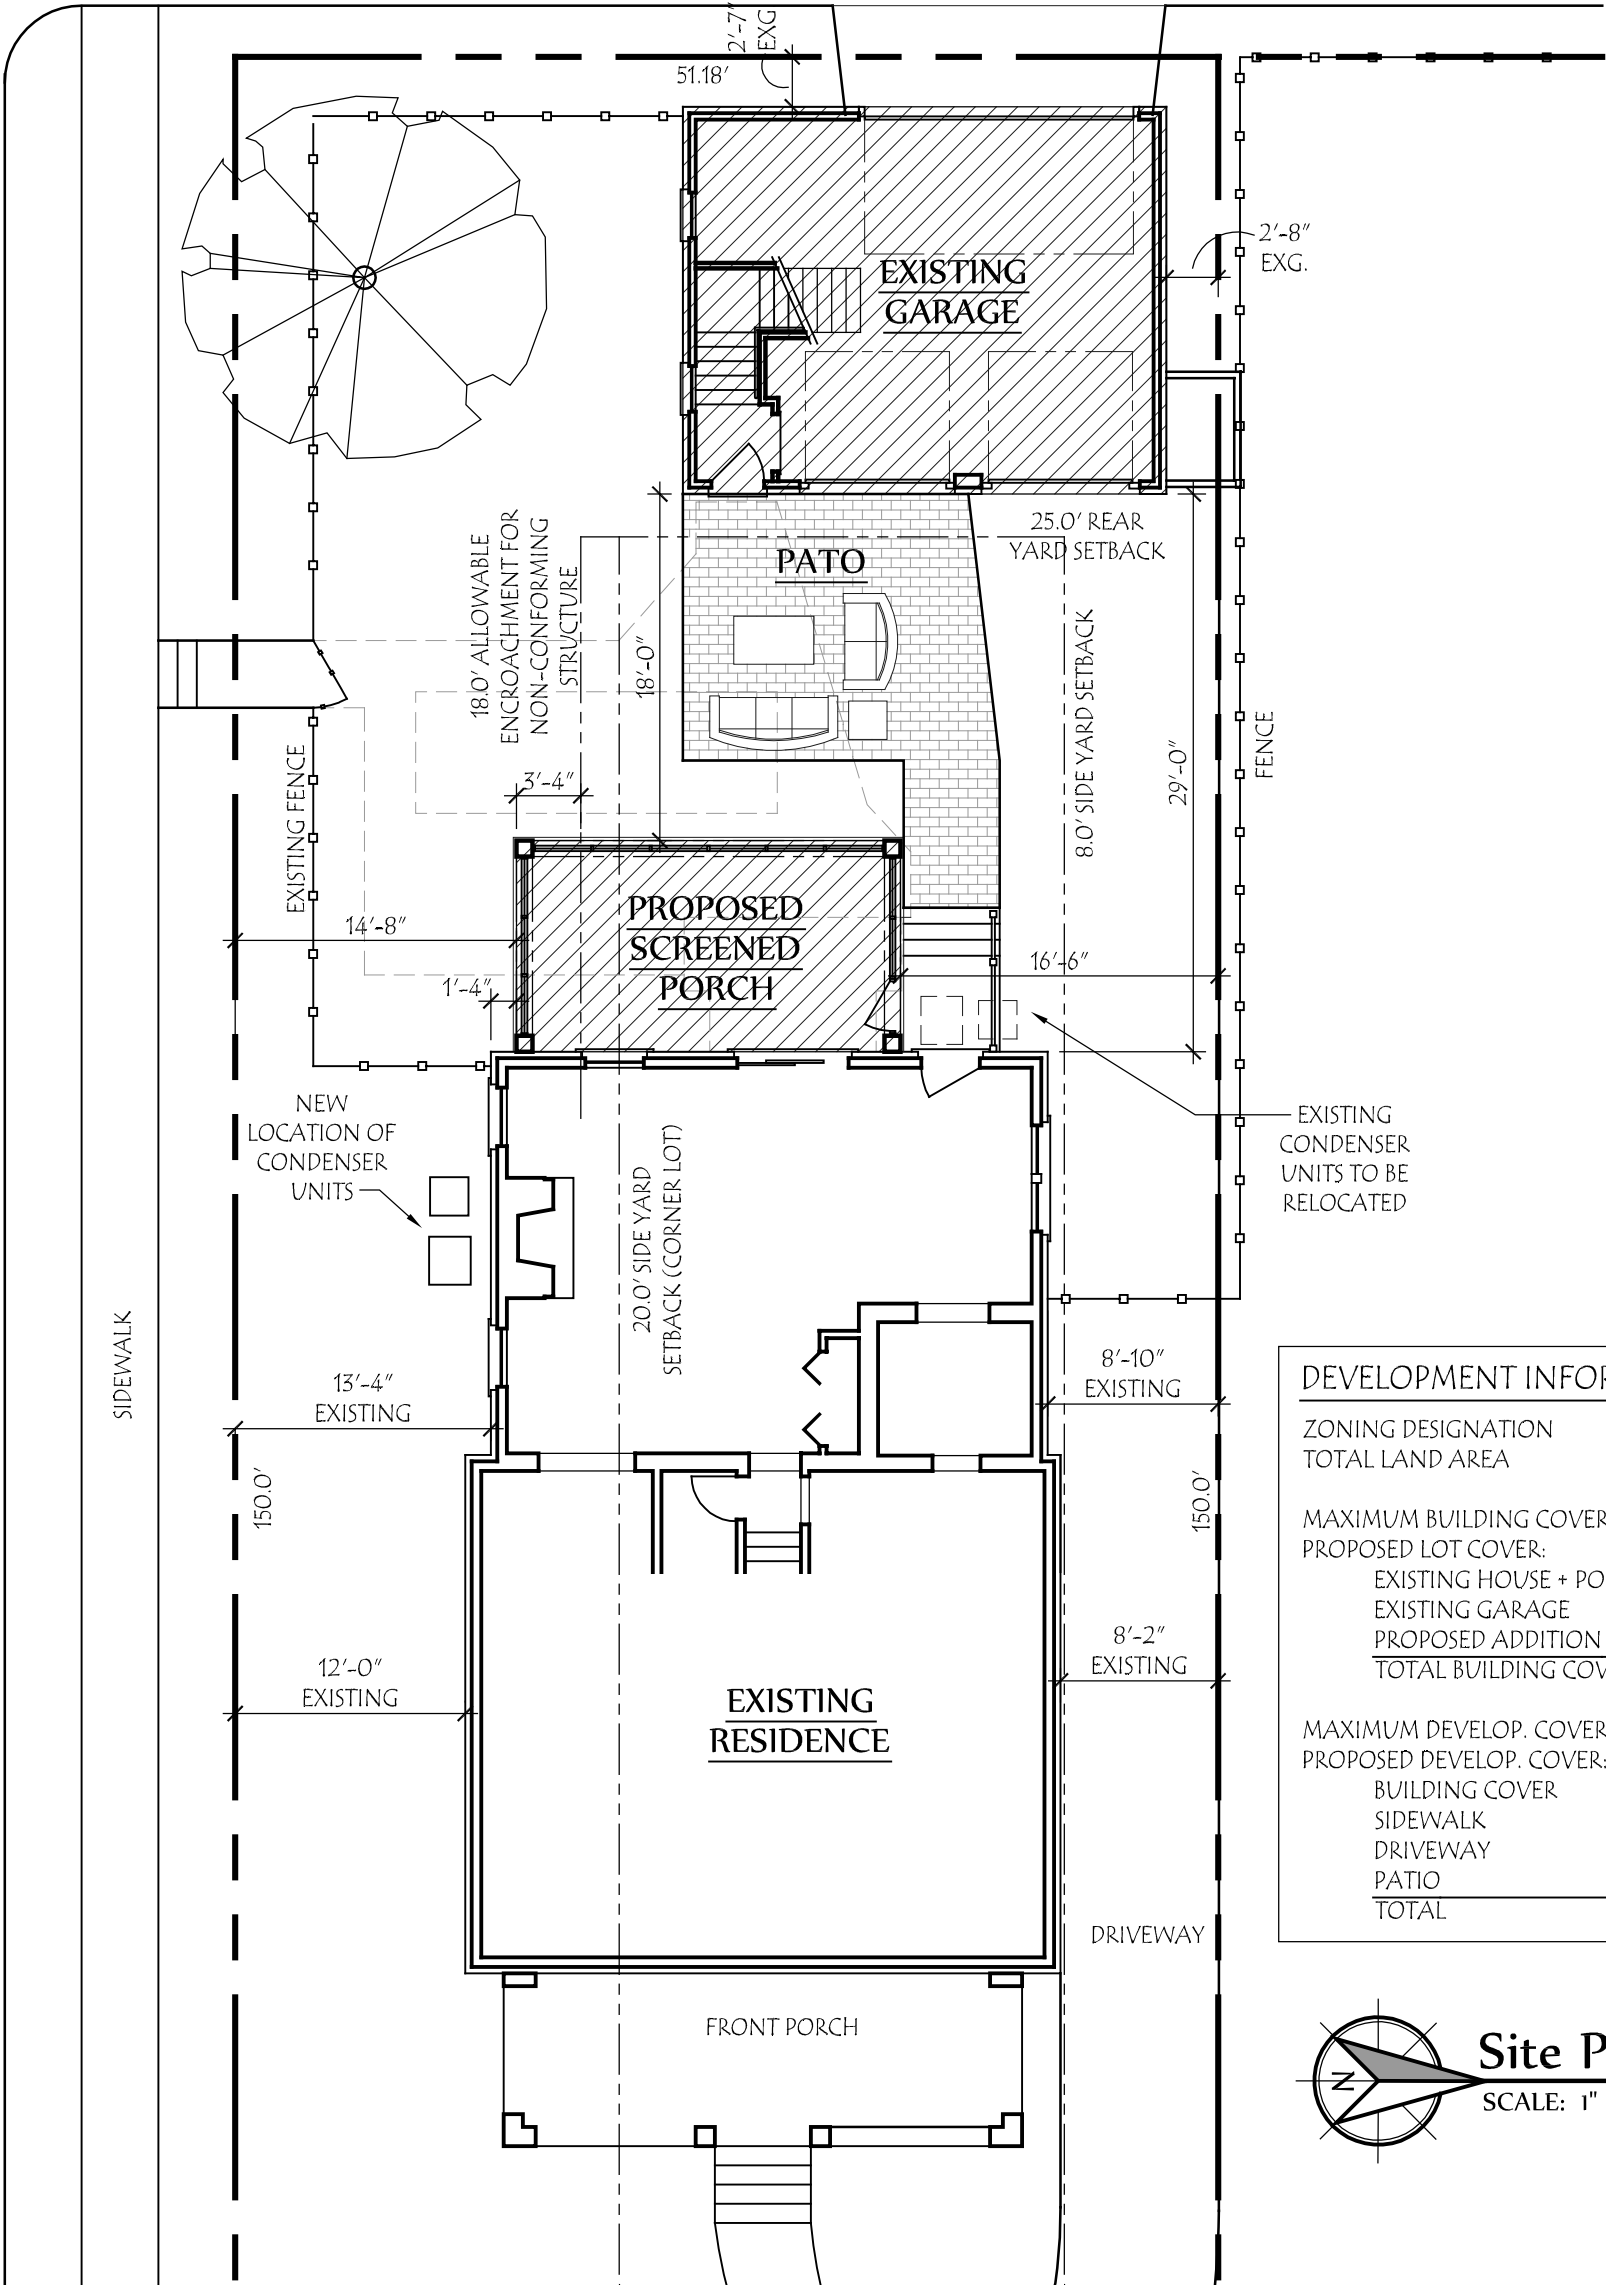 2'-7"
EXG
51.18'
2'-8"
EXG.
EXISTING
GARAGE
25.0' REAR
YARD SETBACK
PATO
18.0' ALLOWABLE
ENCROACHMENT FOR
NON-CONFORMING
STRUCTURE
18'-0"
8.0' SIDE YARD SETBACK
29'-0"
FENCE
EXISTING FENCE
3'-4"
14'-8"
PROPOSED
SCREENED
PORCH
16'-6"
1'-4"
NEW
LOCATION OF
CONDENSER
UNITS
EXISTING
CONDENSER
UNITS TO BE
RELOCATED
20.0' SIDE YARD
SETBACK (CORNER LOT)
SIDEWALK
13'-4"
EXISTING
8'-10"
EXISTING
150.0'
150.0'
DEVELOPMENT INFOR
ZONING DESIGNATION
TOTAL LAND AREA
MAXIMUM BUILDING COVER
PROPOSED LOT COVER:
EXISTING HOUSE + PO
EXISTING GARAGE
PROPOSED ADDITION
TOTAL BUILDING COV
MAXIMUM DEVELOP. COVER
PROPOSED DEVELOP. COVER:
BUILDING COVER
SIDEWALK
DRIVEWAY
PATIO
TOTAL
12'-0"
EXISTING
8'-2"
EXISTING
EXISTING
RESIDENCE
DRIVEWAY
FRONT PORCH
N
Site P
SCALE: 1"